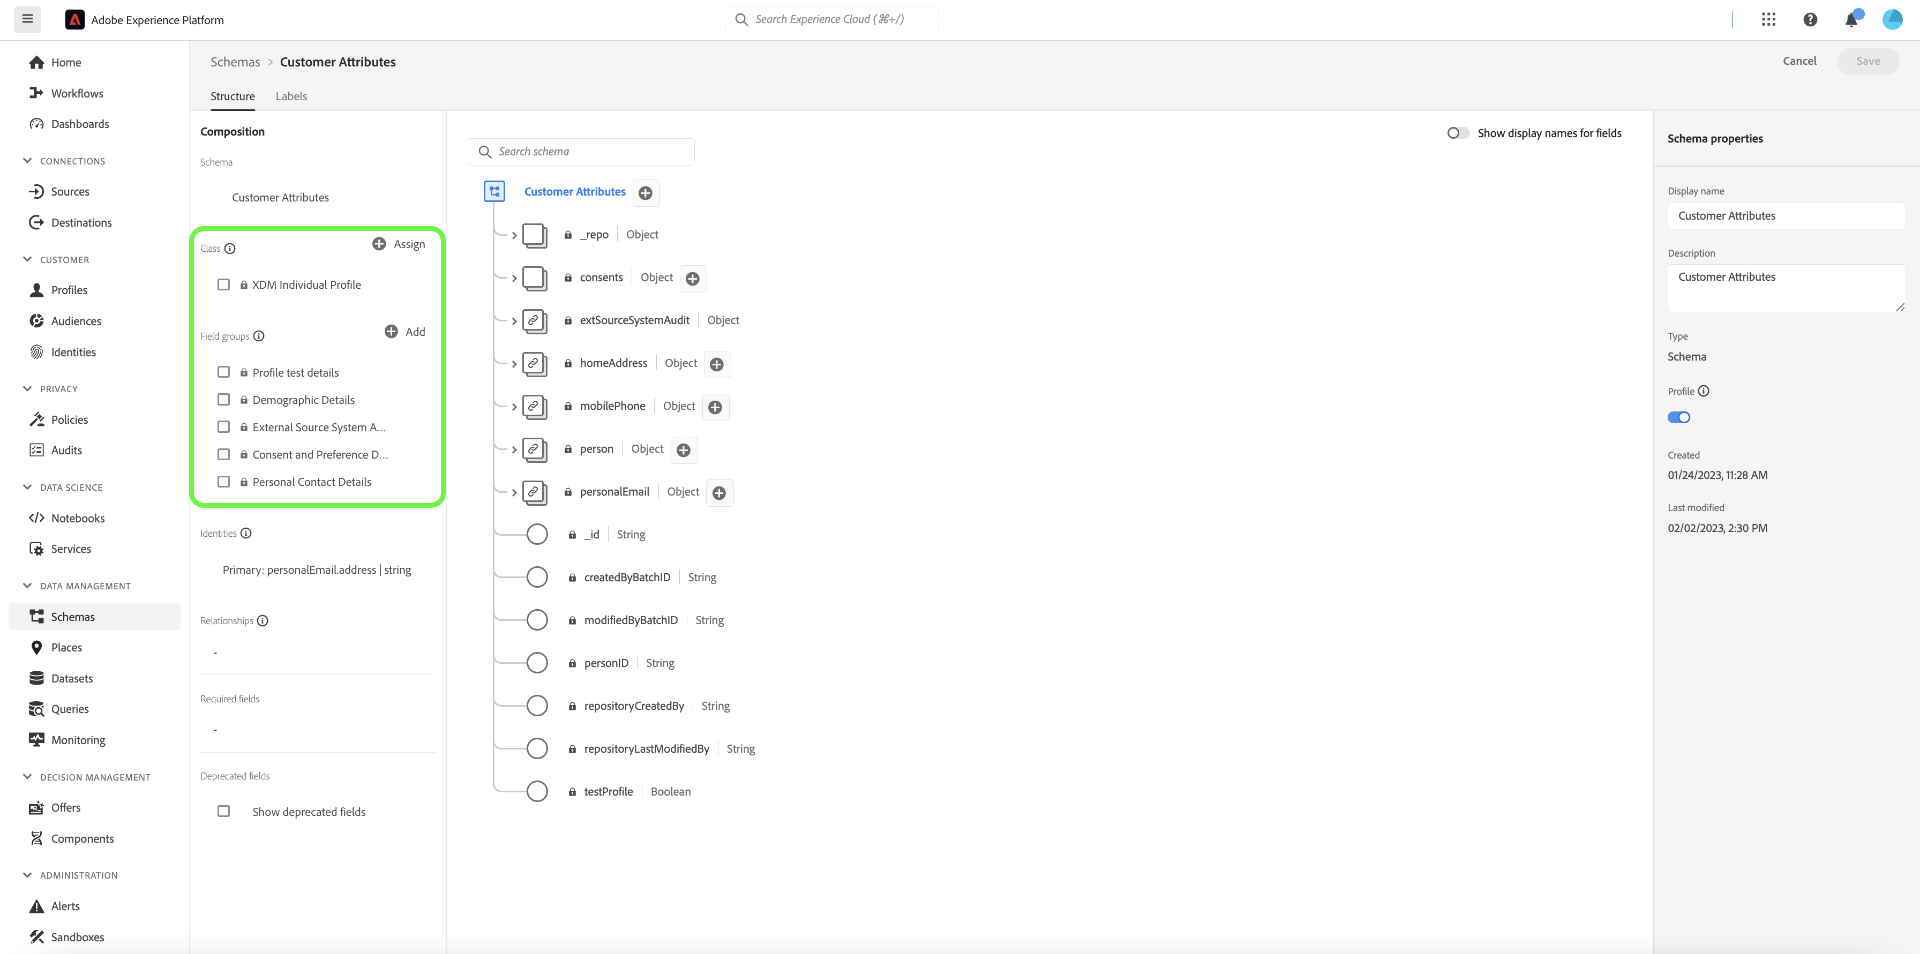 Adobe Experience Platform
Search Experience Cloud (⌘+/)
Home
Workflows
Dashboards
CONNECTIONS
Sources
Destinations
CUSTOMER
Profiles
Audiences
Identities
PRIVACY
Policies
Audits
DATA SCIENCE
Notebooks
Services
DATA MANAGEMENT
Schemas
Places
Datasets
Queries
Monitoring
DECISION MANAGEMENT
Offers
Components
ADMINISTRATION
Alerts
Sandboxes
Schemas > Customer Attributes
Cancel
Save
Structure
Labels
Composition
Schema
Customer Attributes
Class
Assign
XDM Individual Profile
Field groups
Add
Profile test details
Demographic Details
External Source System A...
Consent and Preference D...
Personal Contact Details
Identities
Primary: personalEmail.address | string
Relationships
-
Required fields
-
Deprecated fields
Show deprecated fields
Search schema
Show display names for fields
Customer Attributes
_repo | Object
consents | Object
extSourceSystemAudit | Object
homeAddress | Object
mobilePhone | Object
person | Object
personalEmail | Object
_id | String
createdByBatchID | String
modifiedByBatchID | String
personID | String
repositoryCreatedBy | String
repositoryLastModifiedBy | String
testProfile | Boolean
Schema properties
Display name
Customer Attributes
Description
Customer Attributes
Type
Schema
Profile
Created
01/24/2023, 11:28 AM
Last modified
02/02/2023, 2:30 PM